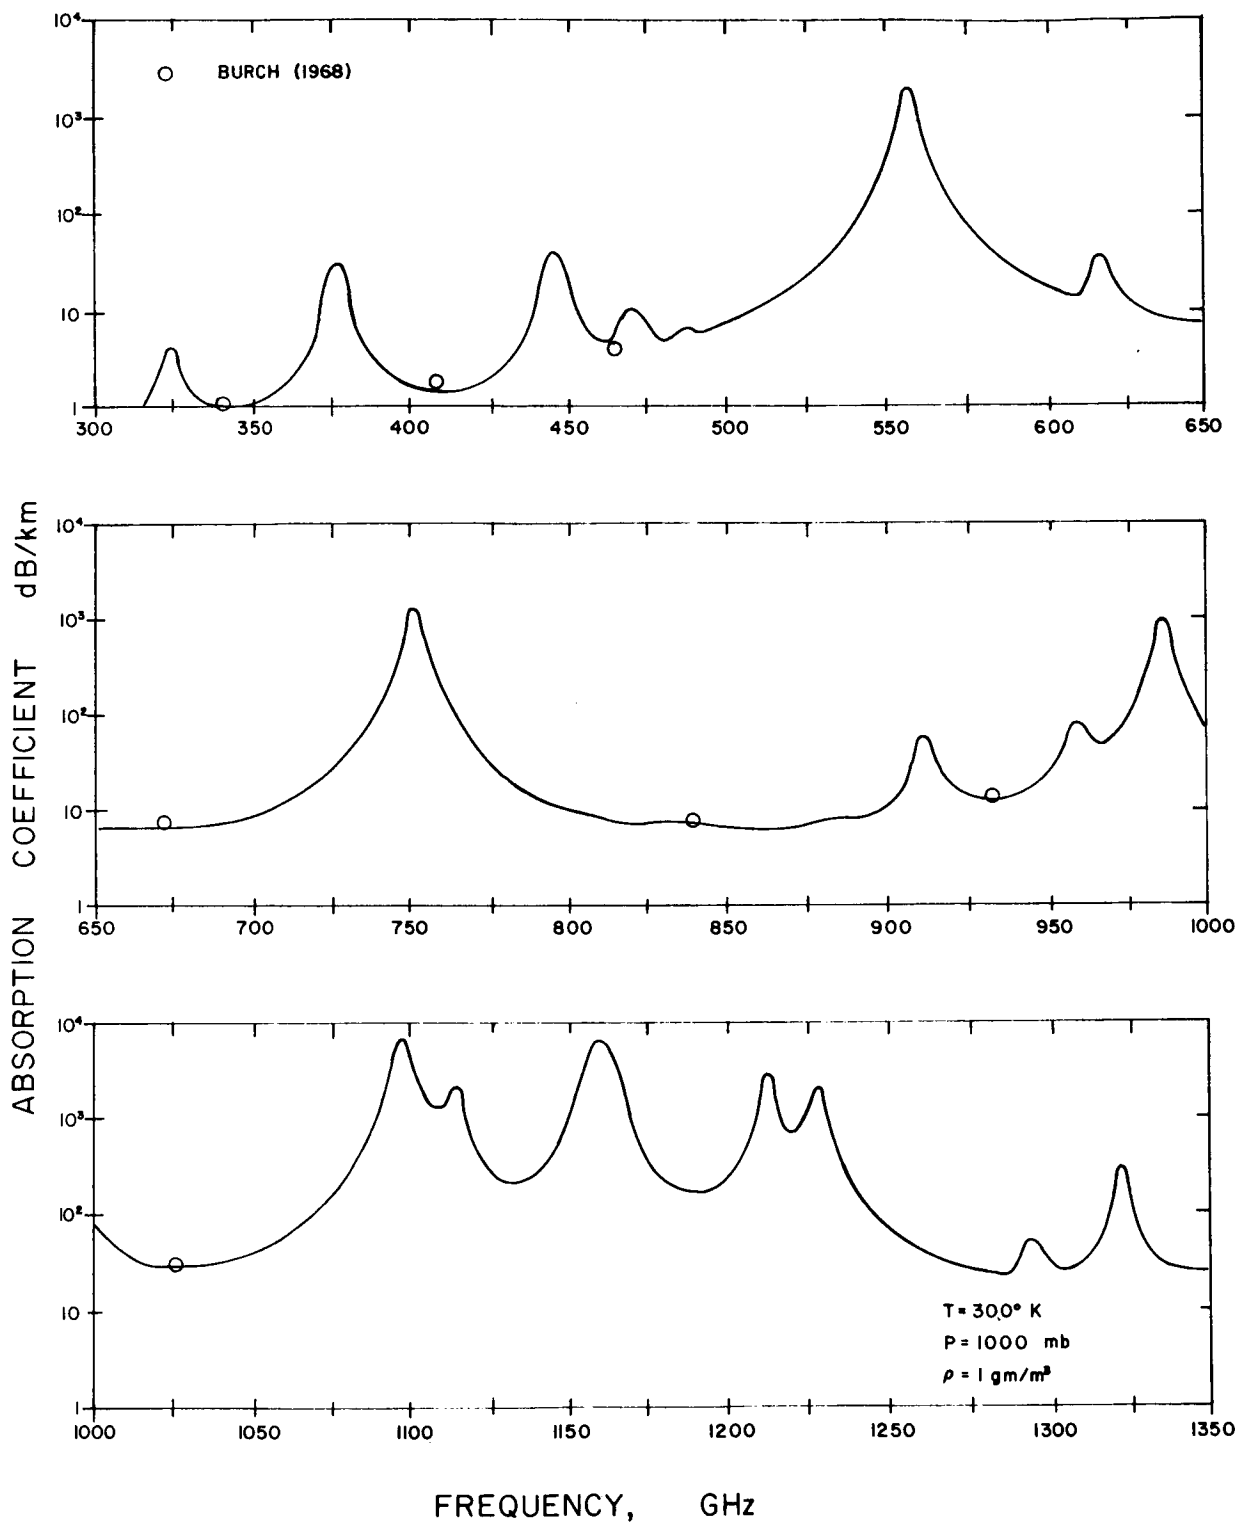 10⁴
BURCH (1968)
10³
10²
10
1
300 350 400 450 500 550 600 650
ABSORPTION COEFFICIENT dB/km
10⁴
10³
10²
10
1
650 700 750 800 850 900 950 1000
10⁴
10³
10²
10
1
T = 300° K
P = 1000 mb
ρ = 1 gm/m³
1000 1050 1100 1150 1200 1250 1300 1350
FREQUENCY, GHz